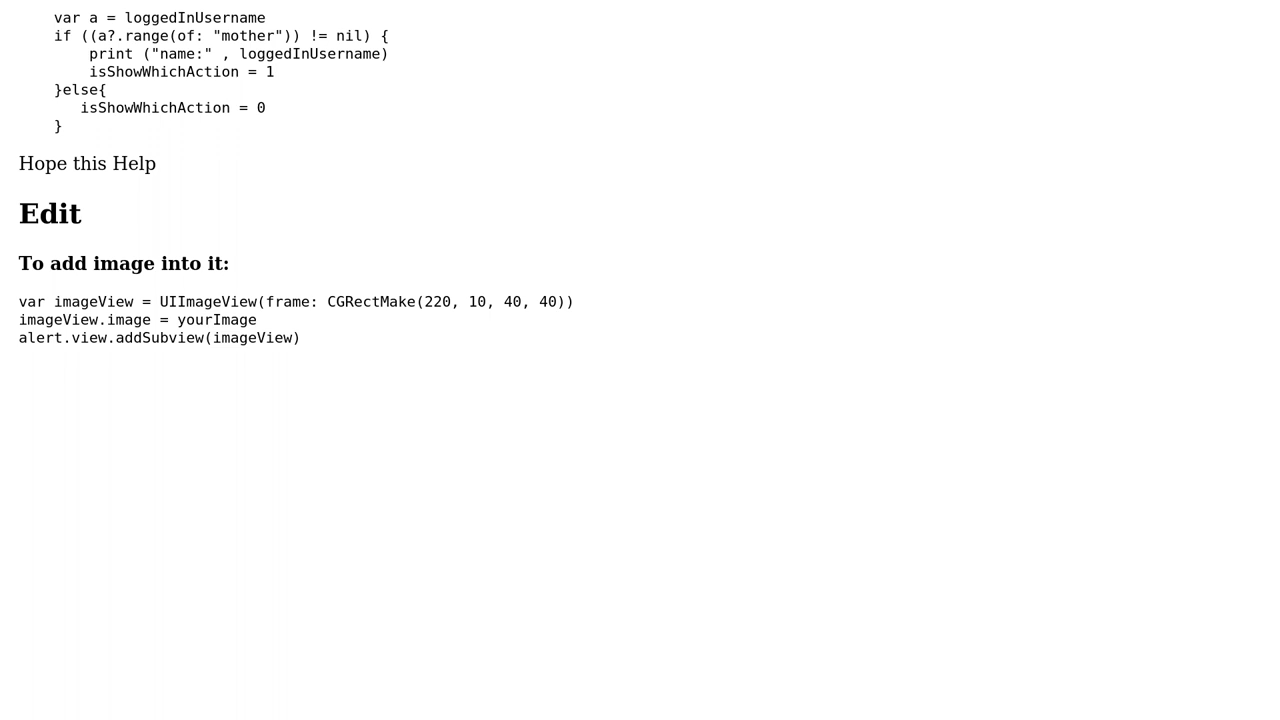 var a = loggedInUsername
    if ((a?.range(of: "mother")) != nil) {
        print ("name:" , loggedInUsername)
        isShowWhichAction = 1
    }else{
       isShowWhichAction = 0
    }
Hope this Help
Edit
To add image into it:
var imageView = UIImageView(frame: CGRectMake(220, 10, 40, 40))
imageView.image = yourImage
alert.view.addSubview(imageView)